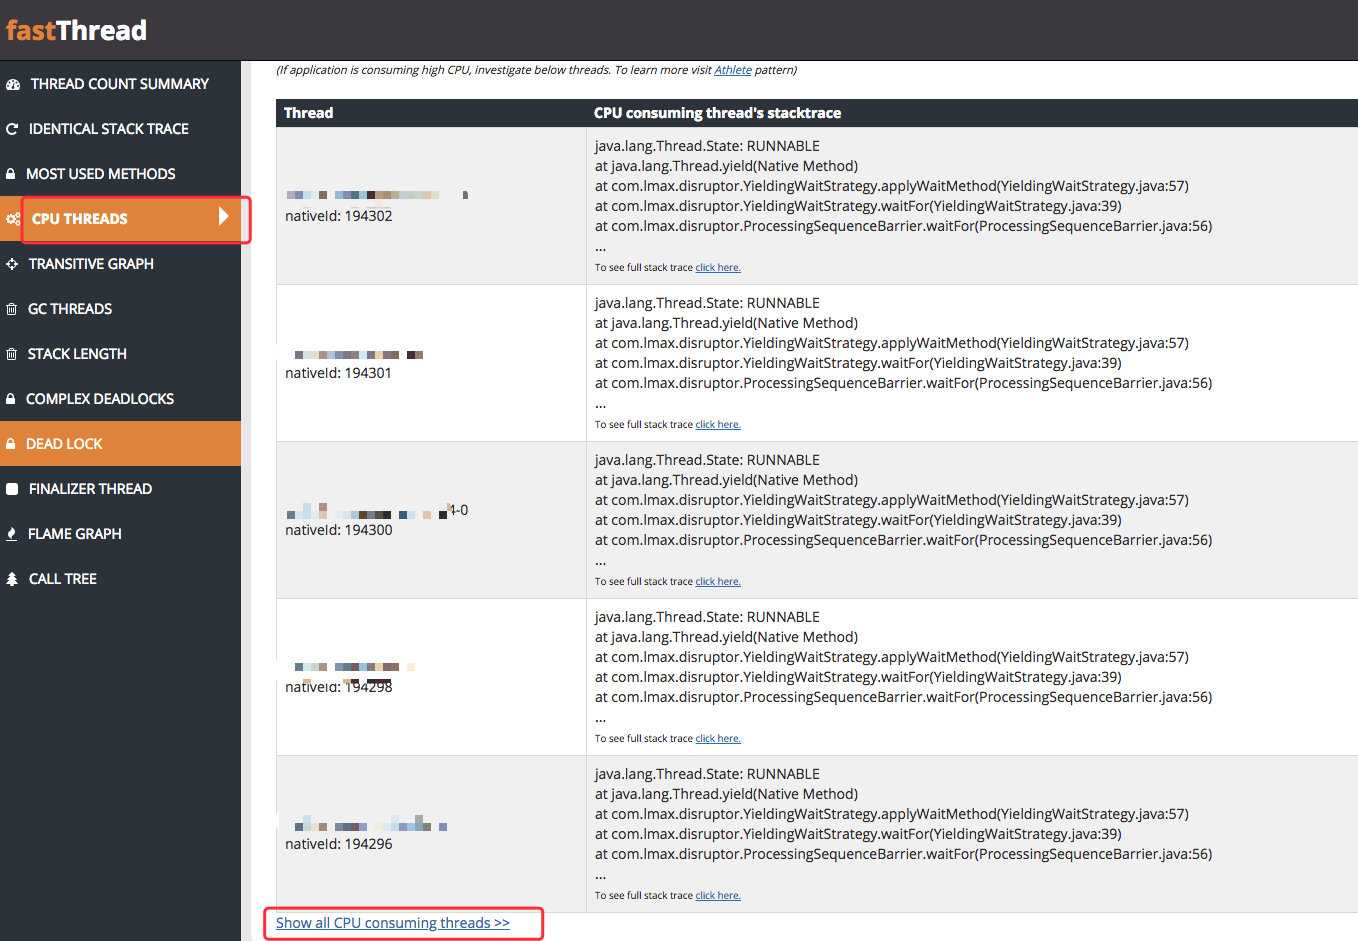 fastThread
THREAD COUNT SUMMARY
IDENTICAL STACK TRACE
MOST USED METHODS
CPU THREADS
TRANSITIVE GRAPH
GC THREADS
STACK LENGTH
COMPLEX DEADLOCKS
DEAD LOCK
FINALIZER THREAD
FLAME GRAPH
CALL TREE
(If application is consuming high CPU, investigate below threads. To learn more visit Athlete pattern)
Thread CPU consuming thread's stacktrace
nativeId: 194302
java.lang.Thread.State: RUNNABLE
at java.lang.Thread.yield(Native Method)
at com.lmax.disruptor.YieldingWaitStrategy.applyWaitMethod(YieldingWaitStrategy.java:57)
at com.lmax.disruptor.YieldingWaitStrategy.waitFor(YieldingWaitStrategy.java:39)
at com.lmax.disruptor.ProcessingSequenceBarrier.waitFor(ProcessingSequenceBarrier.java:56)
...
To see full stack trace click here.
nativeId: 194301
java.lang.Thread.State: RUNNABLE
at java.lang.Thread.yield(Native Method)
at com.lmax.disruptor.YieldingWaitStrategy.applyWaitMethod(YieldingWaitStrategy.java:57)
at com.lmax.disruptor.YieldingWaitStrategy.waitFor(YieldingWaitStrategy.java:39)
at com.lmax.disruptor.ProcessingSequenceBarrier.waitFor(ProcessingSequenceBarrier.java:56)
...
To see full stack trace click here.
-0
nativeId: 194300
java.lang.Thread.State: RUNNABLE
at java.lang.Thread.yield(Native Method)
at com.lmax.disruptor.YieldingWaitStrategy.applyWaitMethod(YieldingWaitStrategy.java:57)
at com.lmax.disruptor.YieldingWaitStrategy.waitFor(YieldingWaitStrategy.java:39)
at com.lmax.disruptor.ProcessingSequenceBarrier.waitFor(ProcessingSequenceBarrier.java:56)
...
To see full stack trace click here.
nativeId: 194298
java.lang.Thread.State: RUNNABLE
at java.lang.Thread.yield(Native Method)
at com.lmax.disruptor.YieldingWaitStrategy.applyWaitMethod(YieldingWaitStrategy.java:57)
at com.lmax.disruptor.YieldingWaitStrategy.waitFor(YieldingWaitStrategy.java:39)
at com.lmax.disruptor.ProcessingSequenceBarrier.waitFor(ProcessingSequenceBarrier.java:56)
...
To see full stack trace click here.
nativeId: 194296
java.lang.Thread.State: RUNNABLE
at java.lang.Thread.yield(Native Method)
at com.lmax.disruptor.YieldingWaitStrategy.applyWaitMethod(YieldingWaitStrategy.java:57)
at com.lmax.disruptor.YieldingWaitStrategy.waitFor(YieldingWaitStrategy.java:39)
at com.lmax.disruptor.ProcessingSequenceBarrier.waitFor(ProcessingSequenceBarrier.java:56)
...
To see full stack trace click here.
Show all CPU consuming threads >>